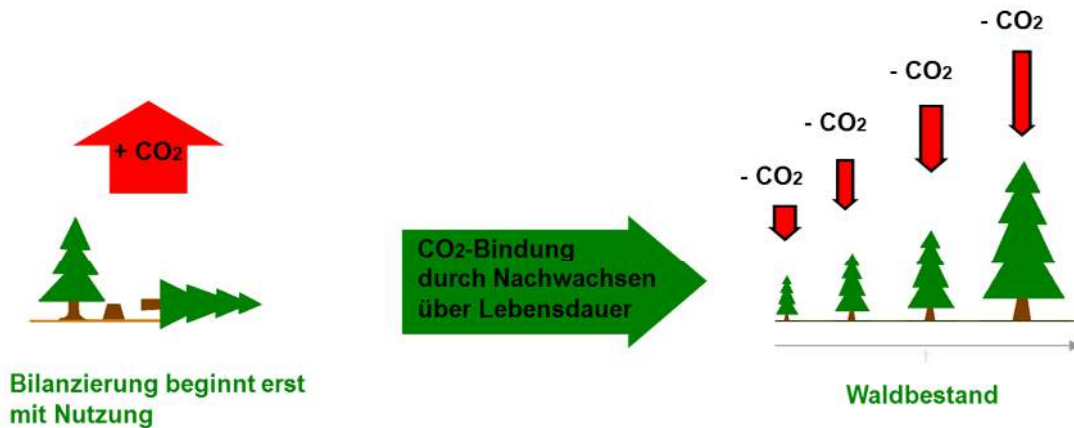 + CO2
Bilanzierung beginnt erst
mit Nutzung
CO2-Bindung
durch Nachwachsen
über Lebensdauer
- CO2
- CO2
- CO2
- CO2
t
Waldbestand